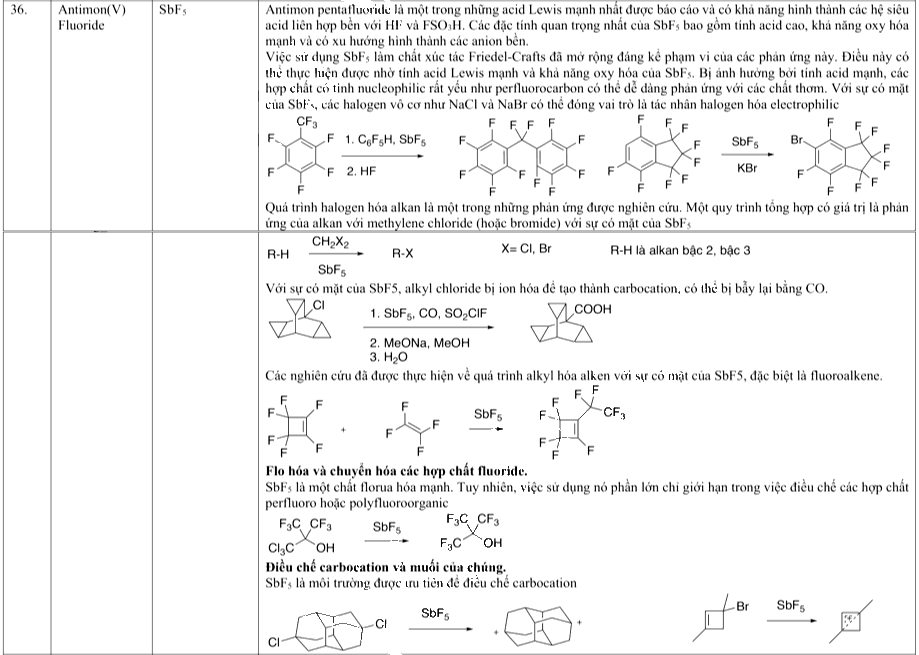 36. Antimon(V) SbF₅ Antimon pentafluoride là một trong những acid Lewis mạnh nhất được báo cáo và có khả năng hình thành các hệ siêu
Fluoride acid liên hợp bền với HF và FSO₃H. Các đặc tính quan trọng nhất của SbF₅ bao gồm tính acid cao, khả năng oxy hóa
mạnh và có xu hướng hình thành các anion bền.
Việc sử dụng SbF₅ làm chất xúc tác Friedel-Crafts đã mở rộng đáng kể phạm vi của các phản ứng này. Điều này có
thể thực hiện được nhờ tính acid Lewis mạnh và khả năng oxy hóa của SbF₅. Bị ảnh hưởng bởi tính acid mạnh, các
hợp chất có tính nucleophilic rất yếu như perfluorocarbon có thể dễ dàng phản ứng với các chất thơm. Với sự có mặt
của SbF₅, các halogen vô cơ như NaCl và NaBr có thể đóng vai trò là tác nhân halogen hóa electrophilic
CF₃ F F F F F F F F F F
F F 1. C₆F₅H, SbF₅ F F F SbF₅ Br F
F F 2. HF F F F F F F KBr F F
F F F F F F F F
Quá trình halogen hóa alkan là một trong những phản ứng được nghiên cứu. Một quy trình tổng hợp có giá trị là phản
ứng của alkan với methylene chloride (hoặc bromide) với sự có mặt của SbF₅
R-H CH₂X₂ R-X X= Cl, Br R-H là alkan bậc 2, bậc 3
SbF₅
Với sự có mặt của SbF5, alkyl chloride bị ion hóa để tạo thành carbocation, có thể bị bẫy lại bằng CO.
Cl 1. SbF₅, CO, SO₂ClF COOH
2. MeONa, MeOH
3. H₂O
Các nghiên cứu đã được thực hiện về quá trình alkyl hóa alken với sự có mặt của SbF5, đặc biệt là fluoroalkene.
F F F F F F
F + F F SbF₅ F CF₃
F F F F F F F
Flo hóa và chuyển hóa các hợp chất fluoride.
SbF₅ là một chất florua hóa mạnh. Tuy nhiên, việc sử dụng nó phần lớn chỉ giới hạn trong việc điều chế các hợp chất
perfluoro hoặc polyfluoroorganic
F₃C CF₃ SbF₅ F₃C CF₃
Cl₃C OH F₃C OH
Điều chế carbocation và muối của chúng.
SbF₅ là môi trường được ưu tiên để điều chế carbocation
Cl Cl SbF₅ + + Br SbF₅